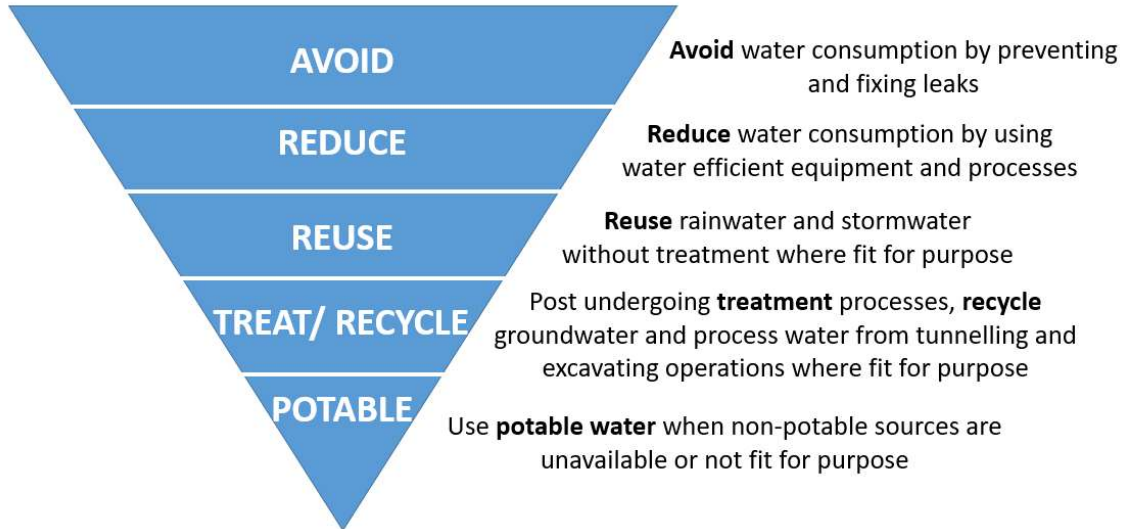 AVOID
Avoid water consumption by preventing
and fixing leaks
REDUCE
Reduce water consumption by using
water efficient equipment and processes
REUSE
Reuse rainwater and stormwater
without treatment where fit for purpose
TREAT/ RECYCLE
Post undergoing treatment processes, recycle
groundwater and process water from tunnelling and
excavating operations where fit for purpose
POTABLE
Use potable water when non-potable sources are
unavailable or not fit for purpose